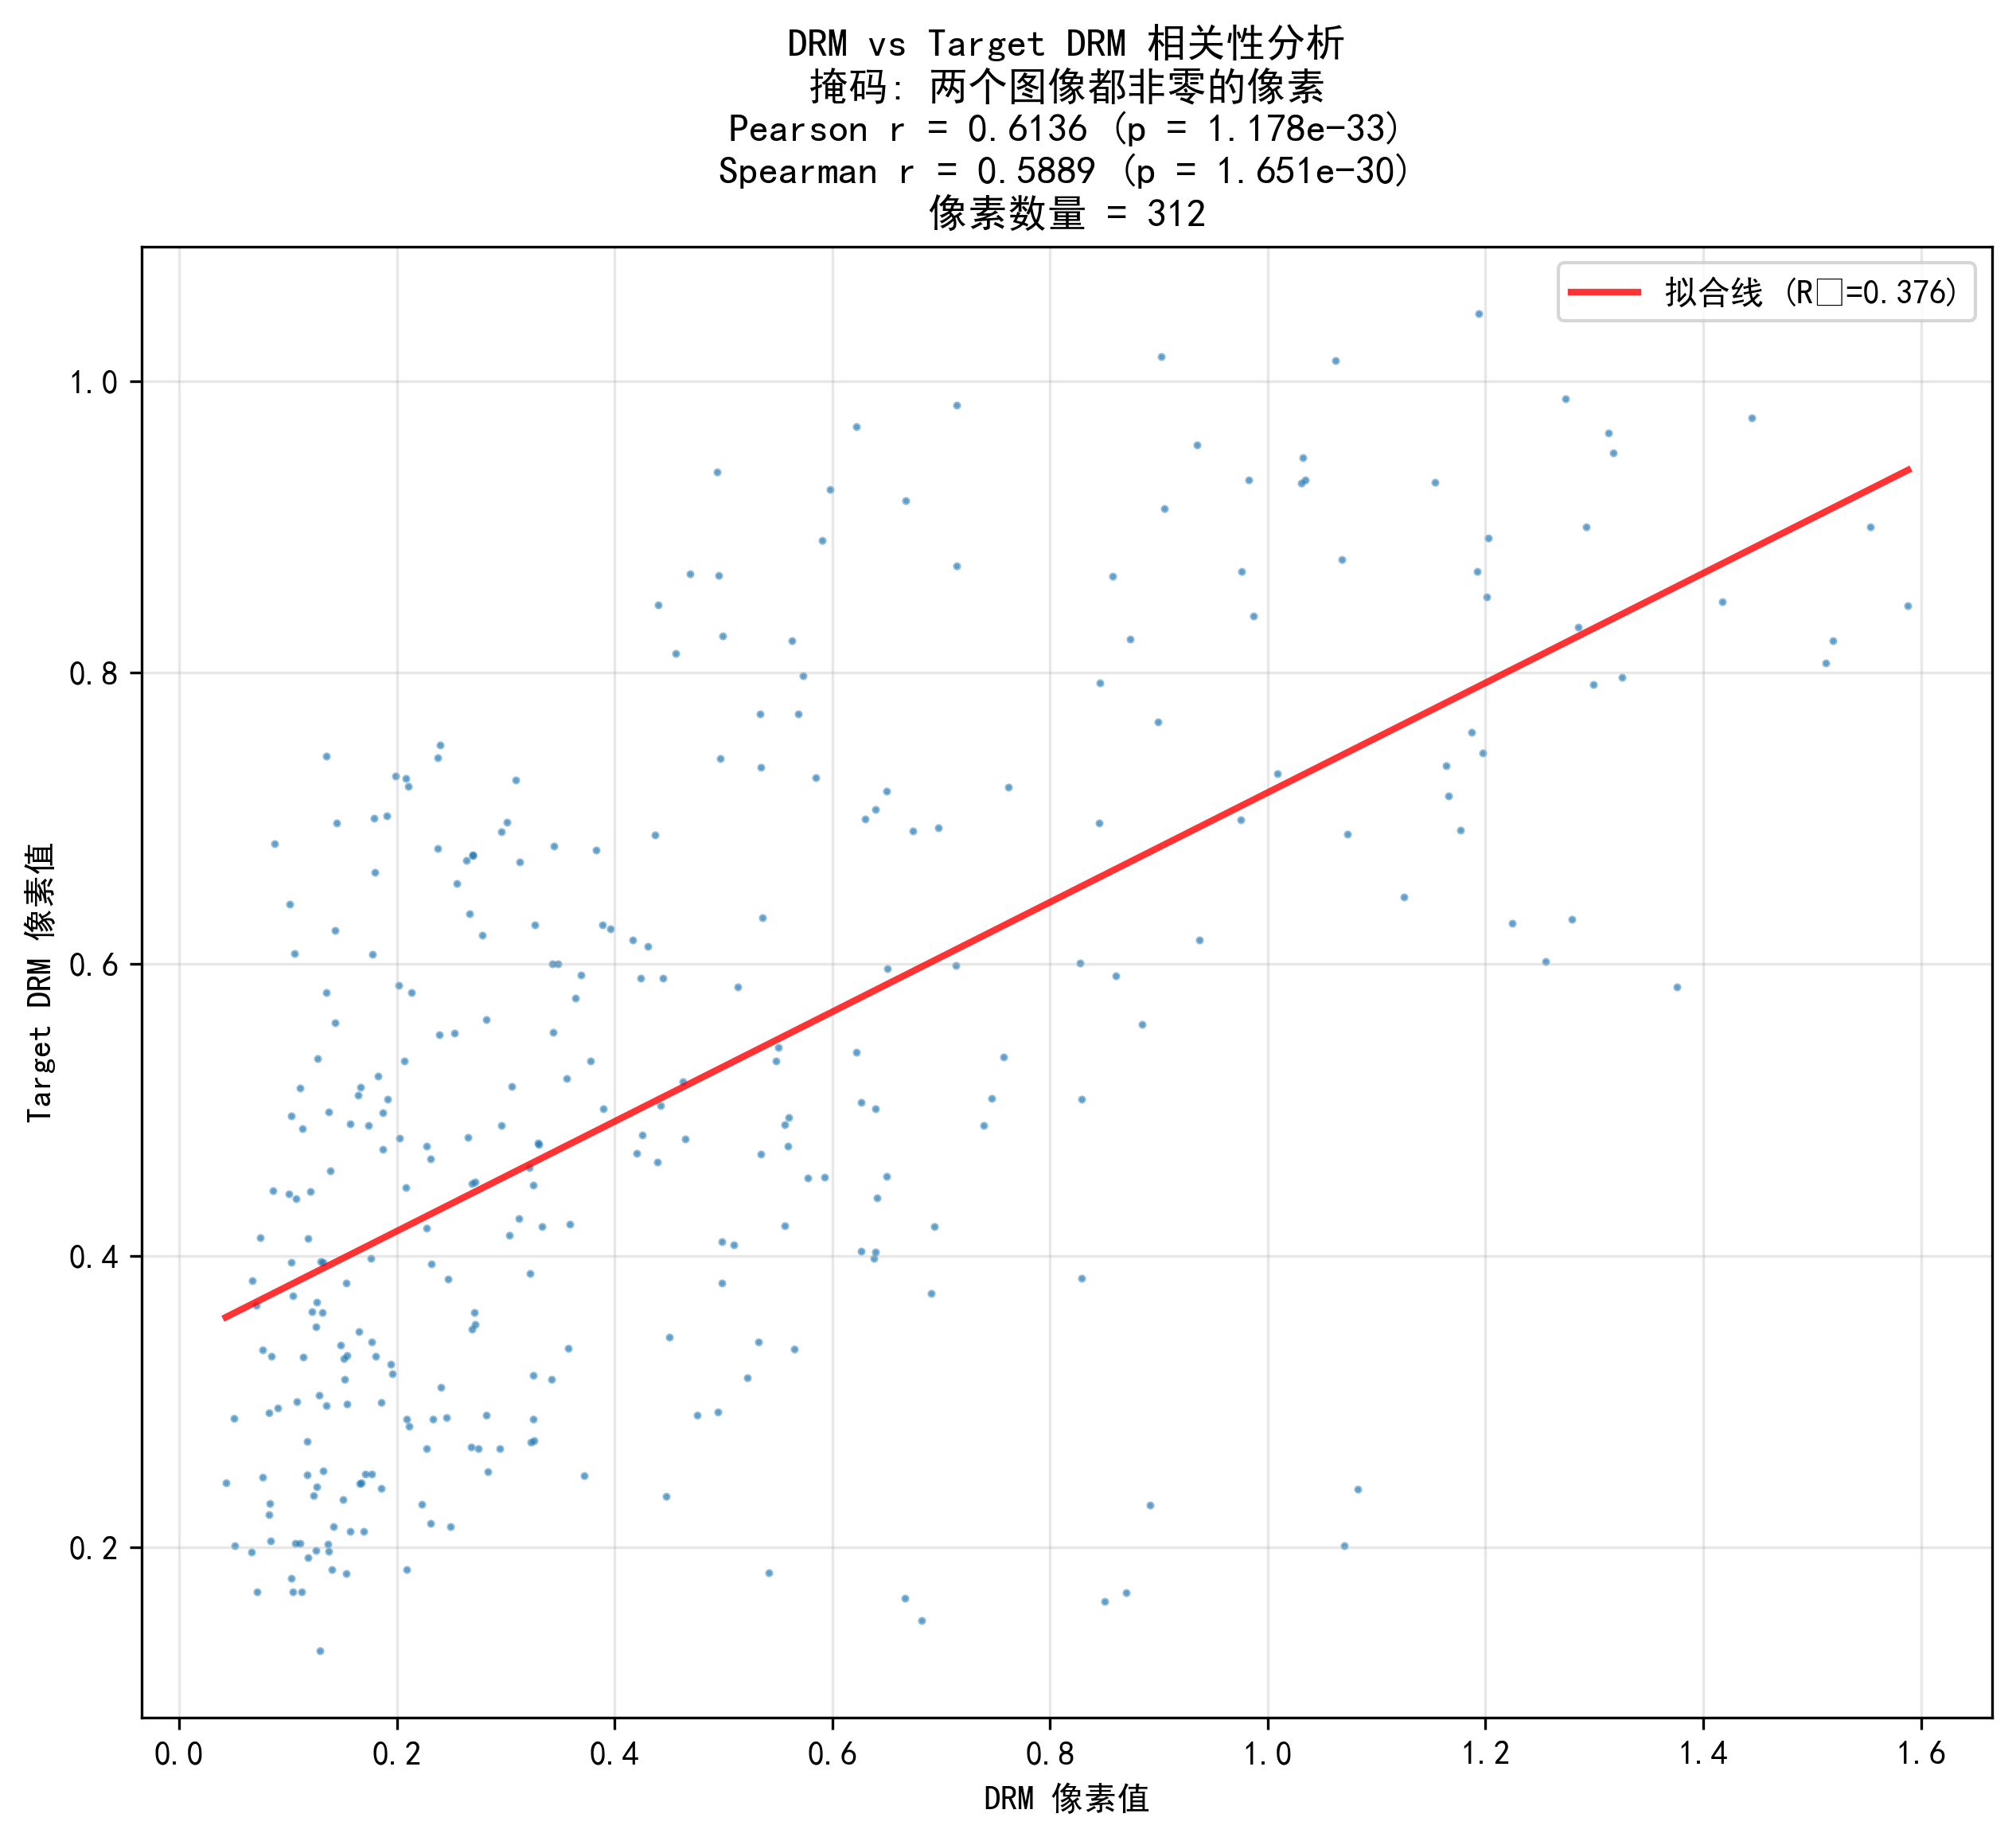 DRM vs Target DRM 相关性分析
掩码: 两个图像都非零的像素
Pearson r = 0.6136 (p = 1.178e-33)
Spearman r = 0.5889 (p = 1.651e-30)
像素数量 = 312
拟合线 (R□=0.376)
1.0
0.8
0.6
0.4
0.2
Target DRM 像素值
0.0 0.2 0.4 0.6 0.8 1.0 1.2 1.4 1.6
DRM 像素值